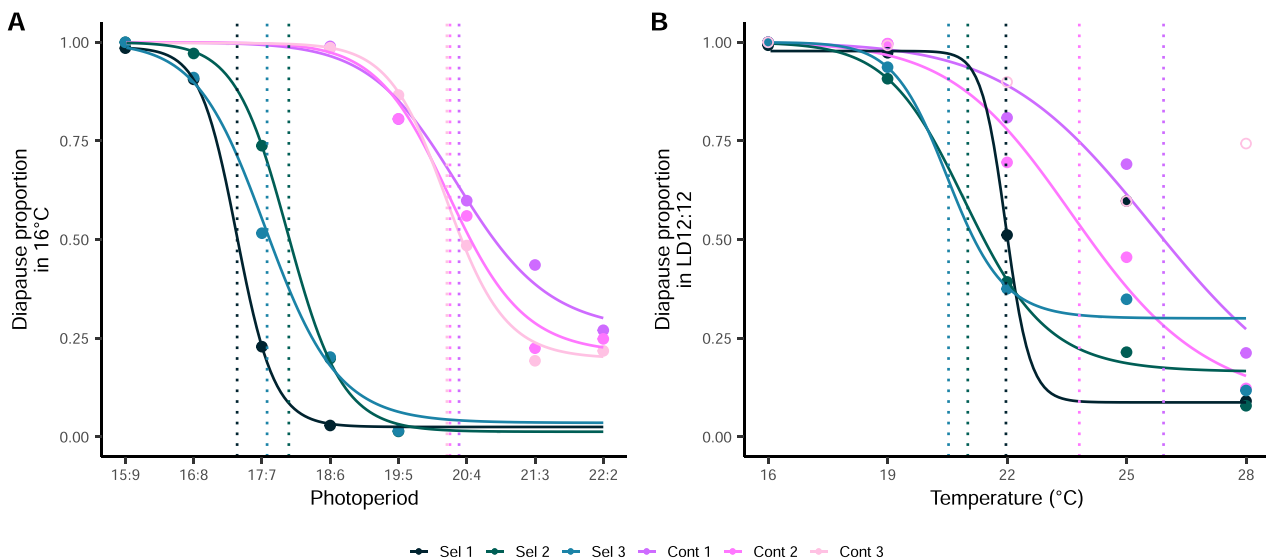 A
Diapause proportion
in 16°C
1.00
0.75
0.50
0.25
0.00
15:9 16:8 17:7 18:6 19:5 20:4 21:3 22:2
Photoperiod
B
Diapause proportion
in LD12:12
1.00
0.75
0.50
0.25
0.00
16 19 22 25 28
Temperature (°C)
Sel 1 Sel 2 Sel 3 Cont 1 Cont 2 Cont 3